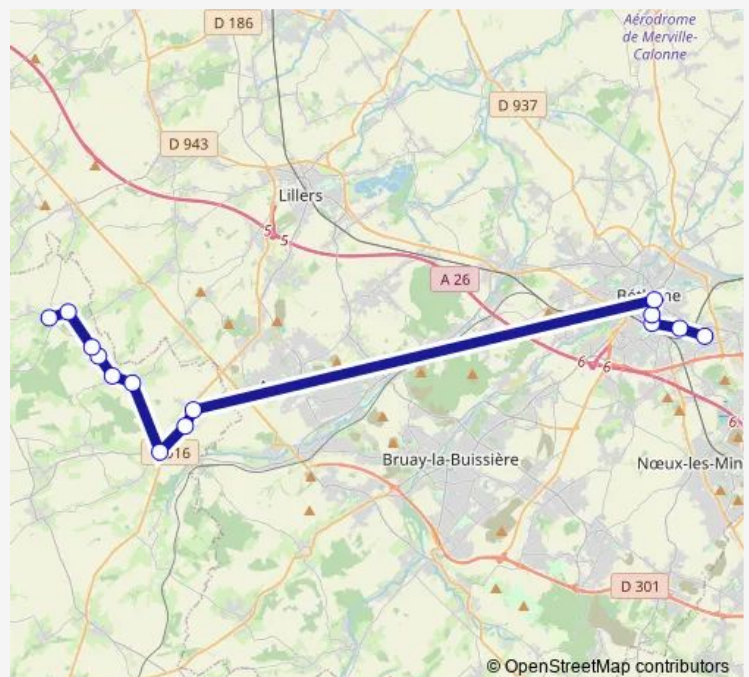 D 186
Aérodrome
de Merville-
Calonne
D 937
D 943
Lillers
5
5
A 26
6
6
6
Bruay-la-Buissière
Nœux-les-Min
D 301
© OpenStreetMap contributors